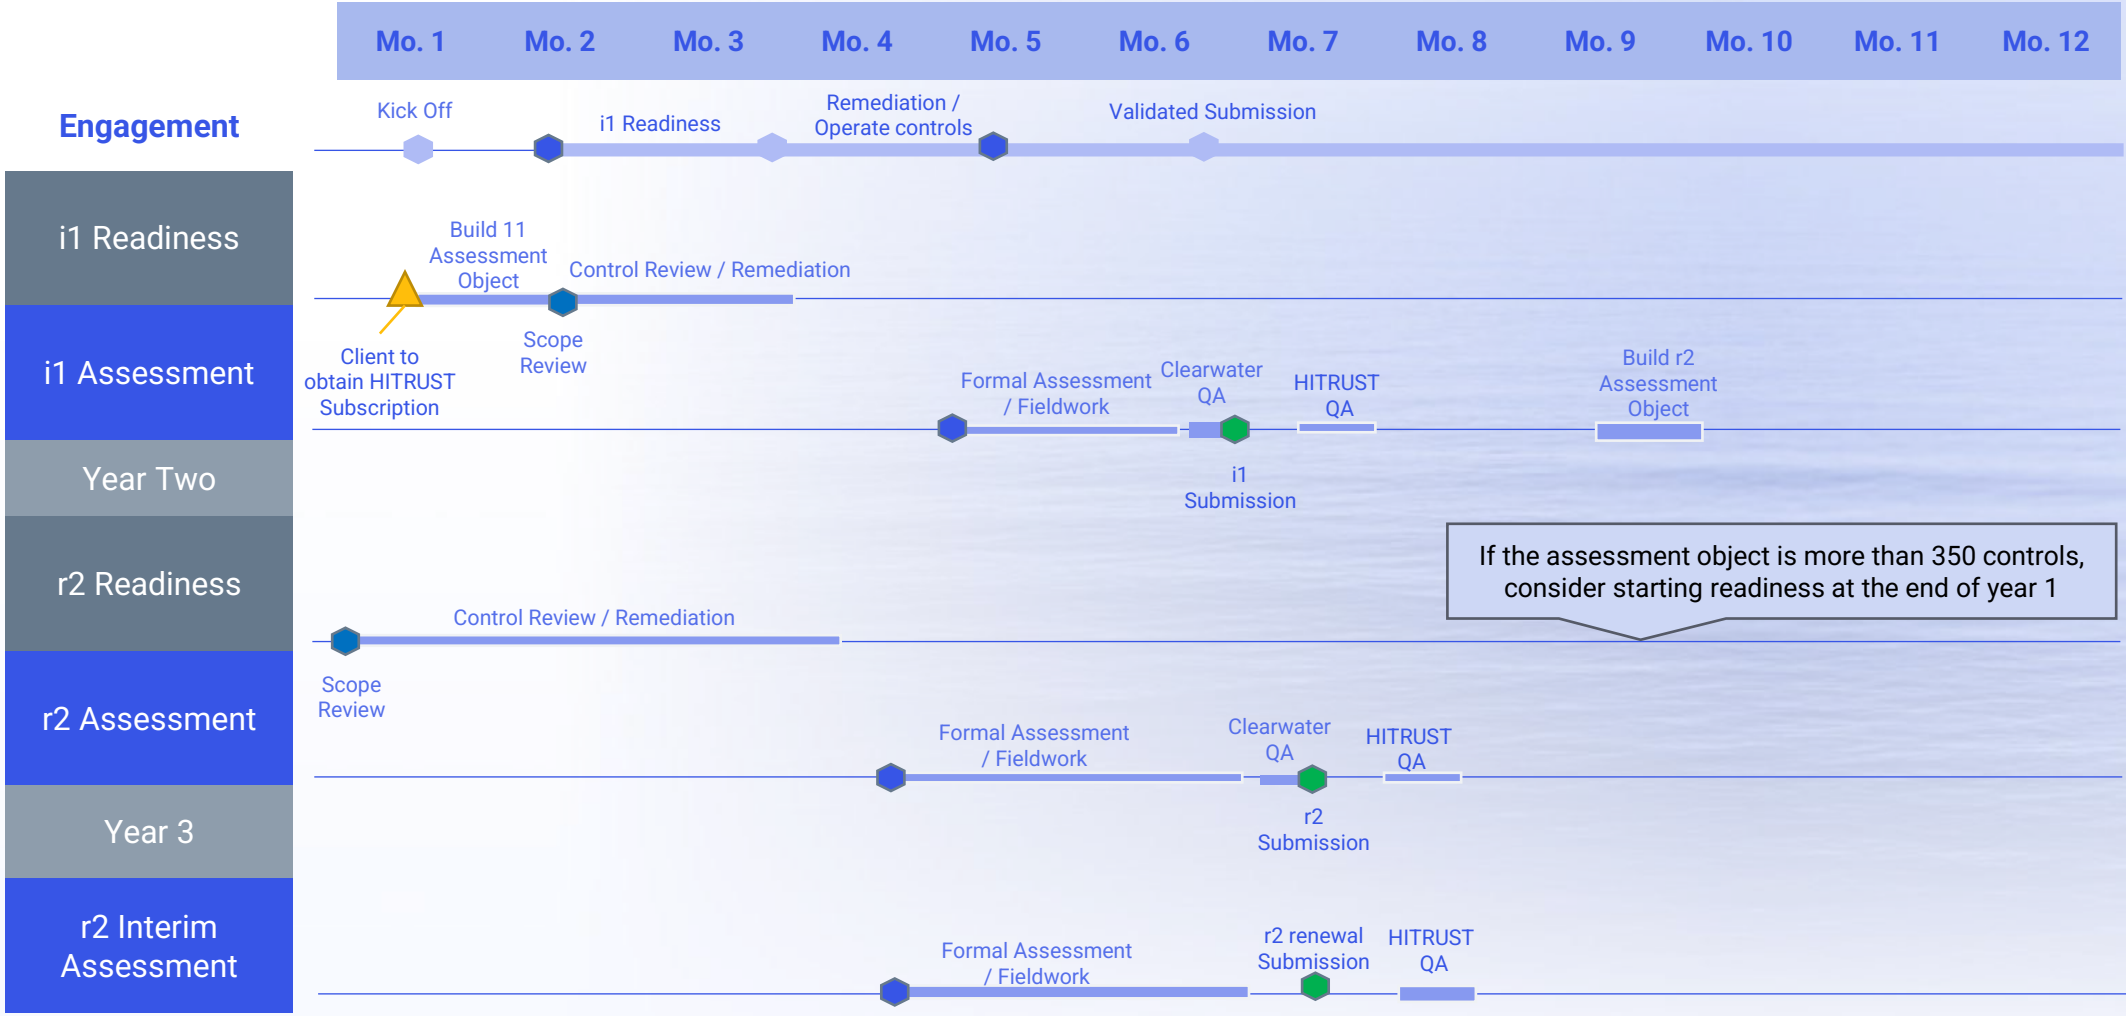 Mo. 1 Mo. 2 Mo. 3 Mo. 4 Mo. 5 Mo. 6 Mo. 7 Mo. 8 Mo. 9 Mo. 10 Mo. 11 Mo. 12
Engagement
Kick Off
i1 Readiness
Remediation /
Operate controls
Validated Submission
i1 Readiness
Build 11
Assessment
Object
Control Review / Remediation
Scope
Review
Client to
obtain HITRUST
Subscription
i1 Assessment
Formal Assessment
/ Fieldwork
Clearwater
QA
HITRUST
QA
Build r2
Assessment
Object
i1
Submission
Year Two
r2 Readiness
If the assessment object is more than 350 controls,
consider starting readiness at the end of year 1
Control Review / Remediation
Scope
Review
r2 Assessment
Formal Assessment
/ Fieldwork
Clearwater
QA
HITRUST
QA
r2
Submission
Year 3
r2 Interim
Assessment
Formal Assessment
/ Fieldwork
r2 renewal
Submission
HITRUST
QA